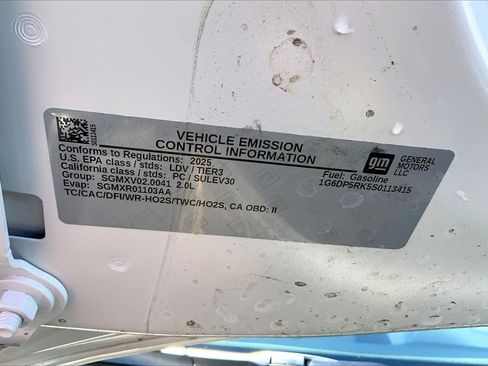 S0113415
VEHICLE EMISSION
CONTROL INFORMATION
Conforms to Regulations: 2025
U.S. EPA class / stds: LDV / TIER3
California class / stds: PC / SULEV30
Group: SGMXV02.0041 2.0L
Evap: SGMXR01103AA
TC/CAC/DFI/WR-HO2S/TWC/HO2S, CA OBD: II
gm
GENERAL
MOTORS
LLC
Fuel: Gasoline
1G6DP5RK5S0113415